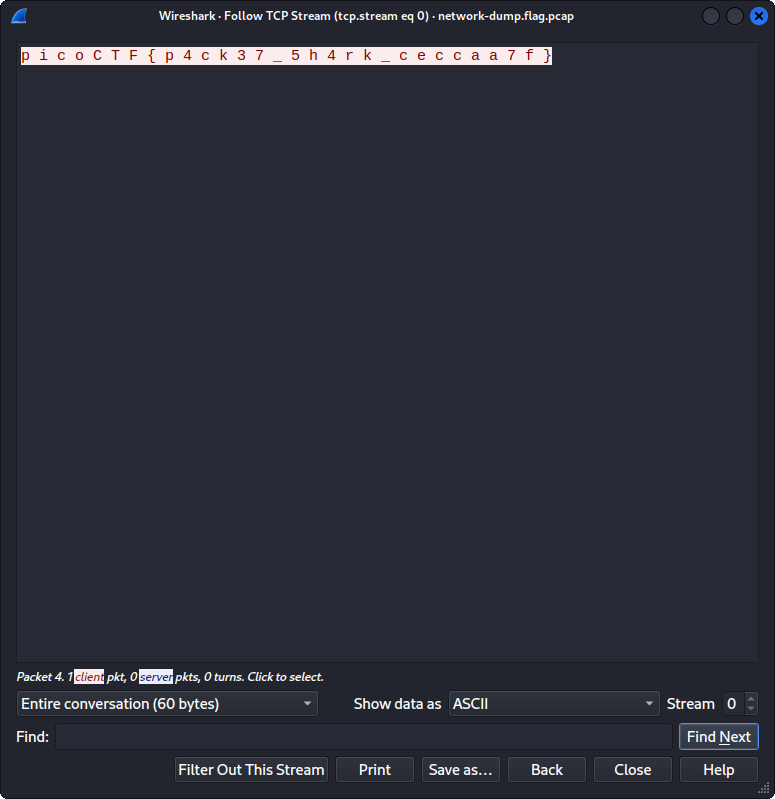 Wireshark · Follow TCP Stream (tcp.stream eq 0) · network-dump.flag.pcap
p i c o C T F { p 4 c k 3 7 _ 5 h 4 r k _ c e c c a a 7 f }
Packet 4. 1 client pkt, 0 server pkts, 0 turns. Click to select.
Entire conversation (60 bytes) Show data as ASCII Stream 0
Find: Find Next
Filter Out This Stream Print Save as… Back Close Help